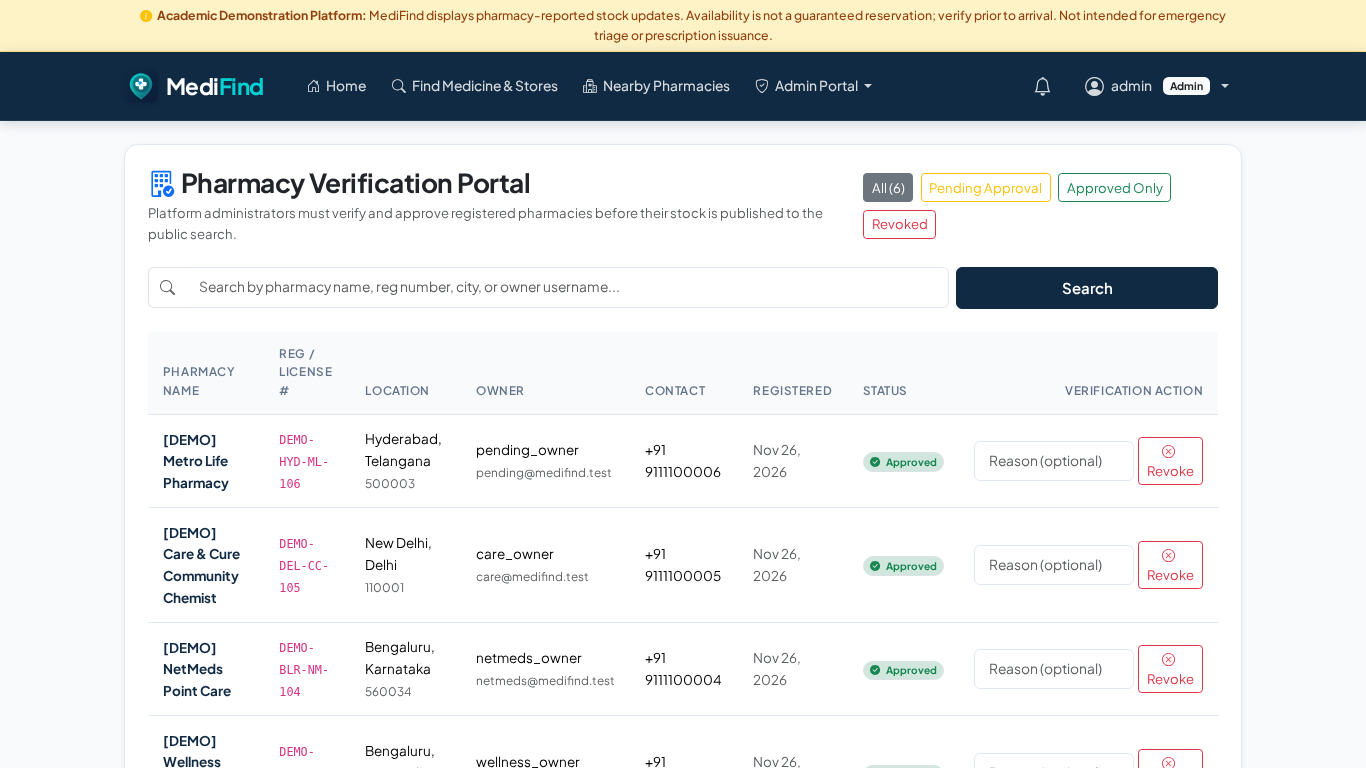 Academic Demonstration Platform: MediFind displays pharmacy-reported stock updates. Availability is not a guaranteed reservation; verify prior to arrival. Not intended for emergency
triage or prescription issuance.
MediFind
Home
Find Medicine & Stores
Nearby Pharmacies
Admin Portal
admin
Admin
Pharmacy Verification Portal
Platform administrators must verify and approve registered pharmacies before their stock is published to the
public search.
All (6)
Pending Approval
Approved Only
Revoked
Search by pharmacy name, reg number, city, or owner username...
Search
PHARMACY
NAME
REG /
LICENSE
#
LOCATION
OWNER
CONTACT
REGISTERED
STATUS
VERIFICATION ACTION
[DEMO]
Metro Life
Pharmacy
DEMO-
HYD-ML-
106
Hyderabad,
Telangana
500003
pending_owner
pending@medifind.test
+91
9111100006
Nov 26,
2026
Approved
Reason (optional)
Revoke
[DEMO]
Care & Cure
Community
Chemist
DEMO-
DEL-CC-
105
New Delhi,
Delhi
110001
care_owner
care@medifind.test
+91
9111100005
Nov 26,
2026
Approved
Reason (optional)
Revoke
[DEMO]
NetMeds
Point Care
DEMO-
BLR-NM-
104
Bengaluru,
Karnataka
560034
netmeds_owner
netmeds@medifind.test
+91
9111100004
Nov 26,
2026
Approved
Reason (optional)
Revoke
[DEMO]
Wellness
DEMO-
Bengaluru,
wellness_owner
+91
Nov 26,